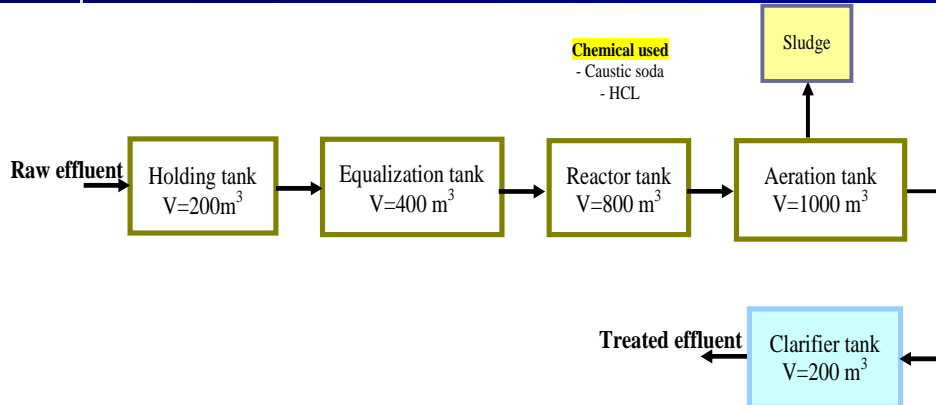 Sludge
Chemical used
- Caustic soda
- HCL
Raw effluent
Holding tank
V=200m³
Equalization tank
V=400 m³
Reactor tank
V=800 m³
Aeration tank
V=1000 m³
Treated effluent
Clarifier tank
V=200 m³